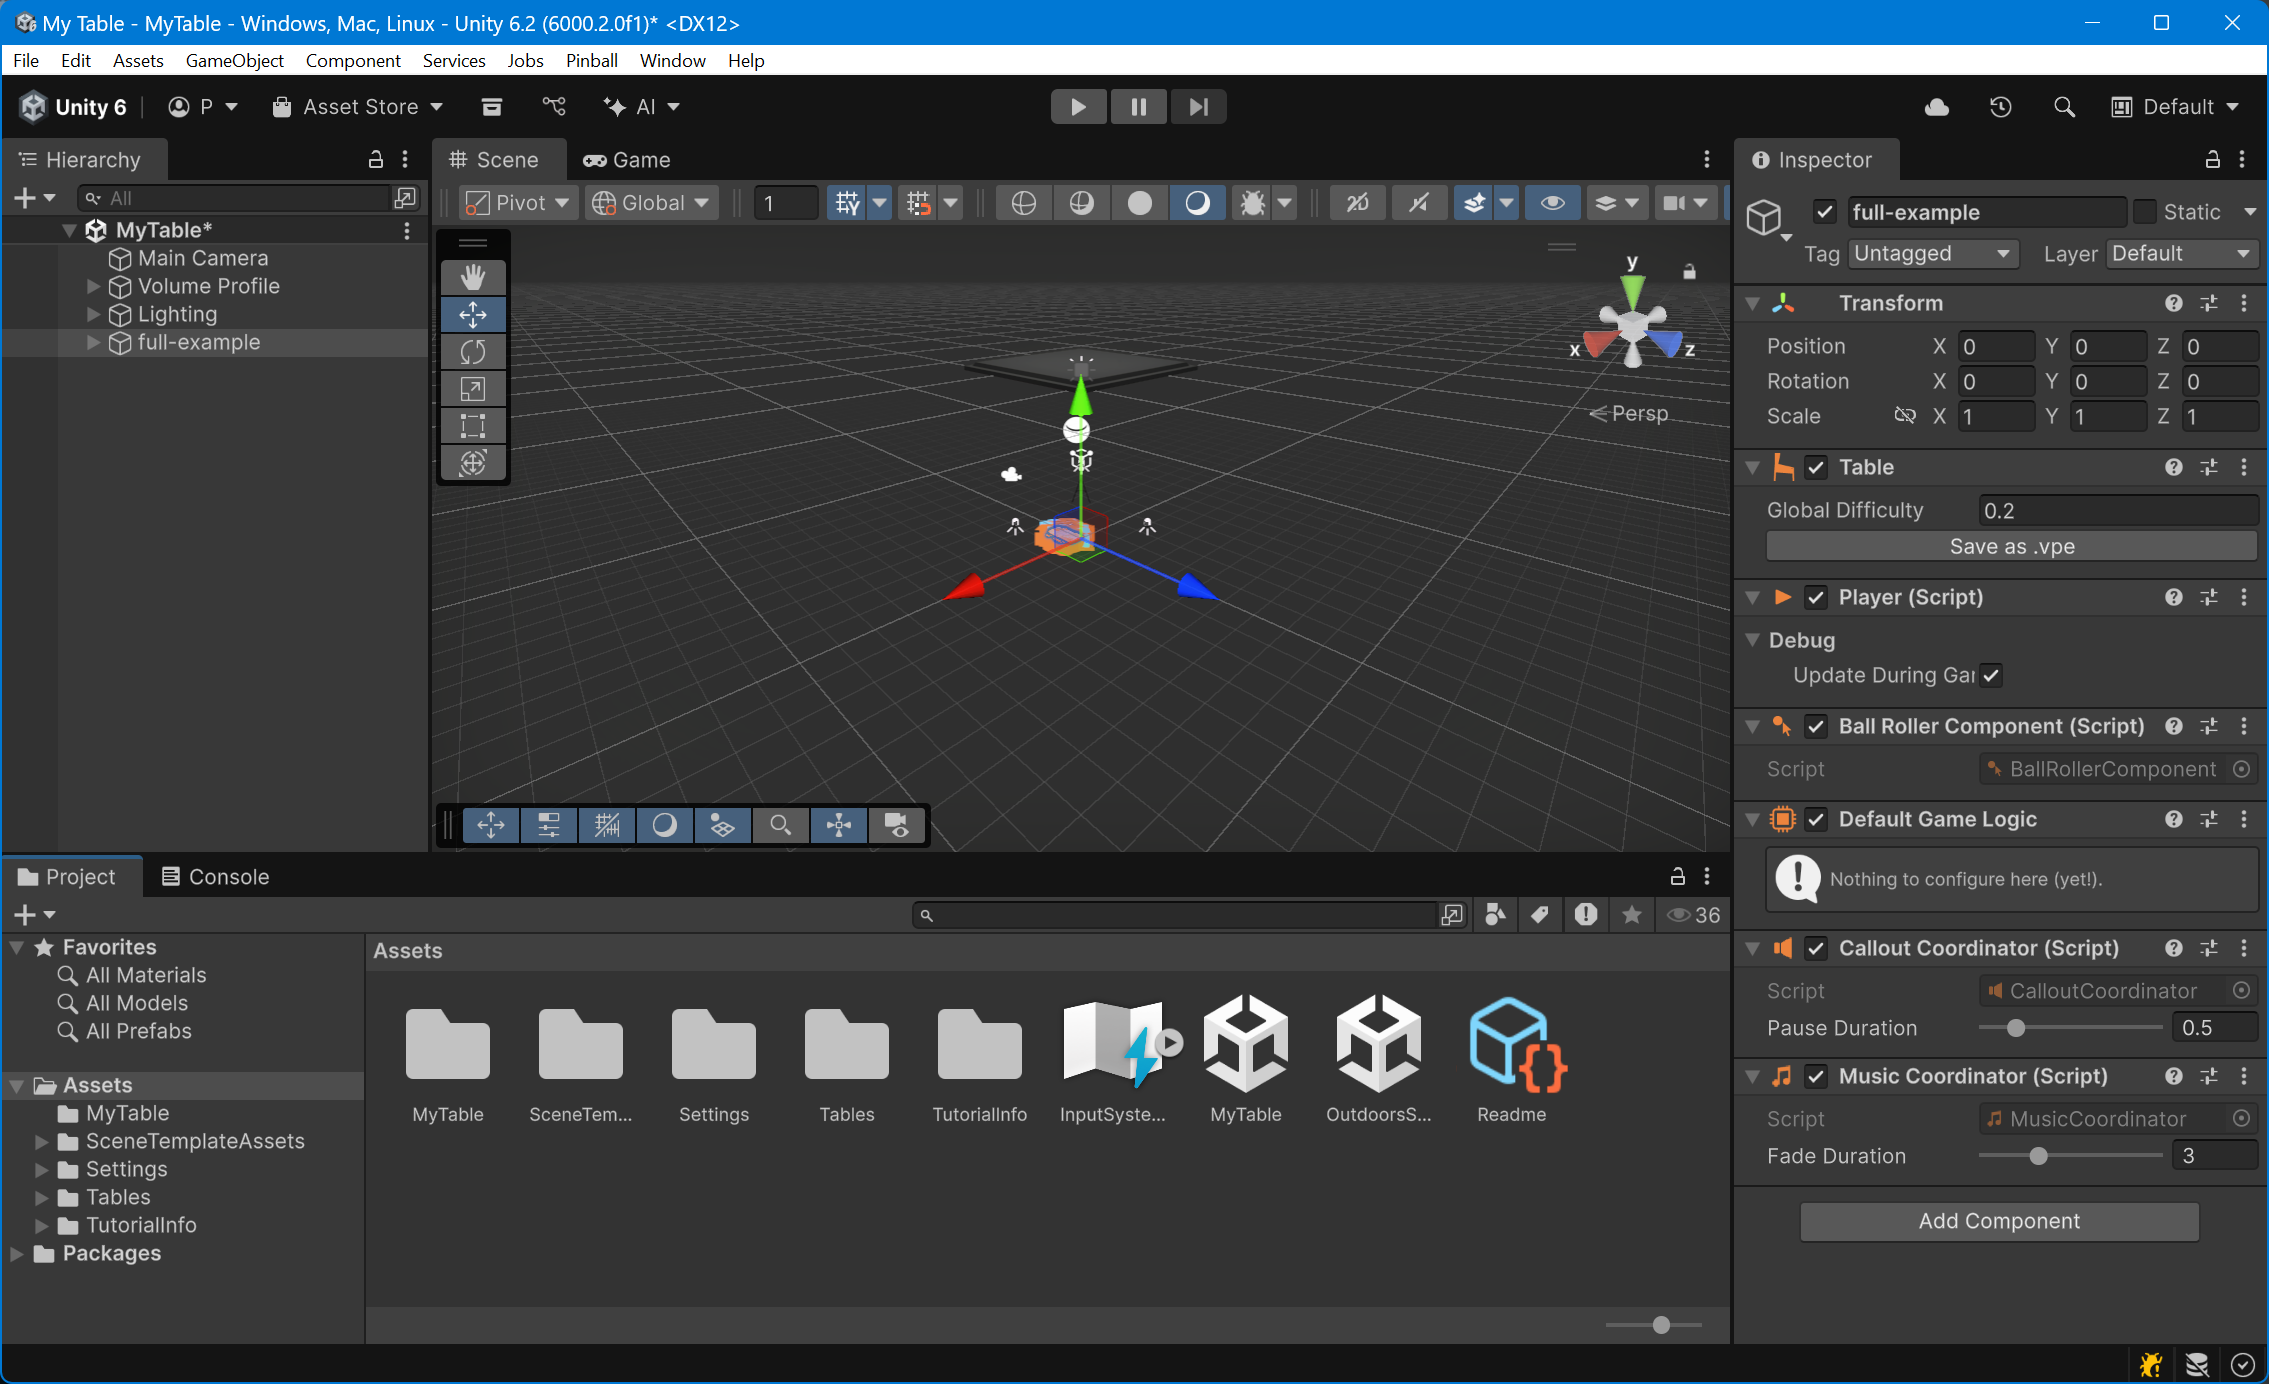 My Table - MyTable - Windows, Mac, Linux - Unity 6.2 (6000.2.0f1)* <DX12>
File Edit Assets GameObject Component Services Jobs Pinball Window Help
Unity 6 P Asset Store AI Default
Hierarchy
All
MyTable*
Main Camera
Volume Profile
Lighting
full-example
Scene Game
Pivot Global 1 2D
y
x z
Persp
Inspector
full-example Static
Tag Untagged Layer Default
Transform
Position X 0 Y 0 Z 0
Rotation X 0 Y 0 Z 0
Scale X 1 Y 1 Z 1
Table
Global Difficulty 0.2
Save as .vpe
Player (Script)
Debug
Update During Gar
Ball Roller Component (Script)
Script BallRollerComponent
Default Game Logic
Nothing to configure here (yet!).
Callout Coordinator (Script)
Script CalloutCoordinator
Pause Duration 0.5
Music Coordinator (Script)
Script MusicCoordinator
Fade Duration 3
Add Component
Project Console
36
Favorites
All Materials
All Models
All Prefabs
Assets
MyTable
SceneTemplateAssets
Settings
Tables
TutorialInfo
Packages
Assets
MyTable SceneTem... Settings Tables TutorialInfo InputSyste... MyTable OutdoorsS... Readme